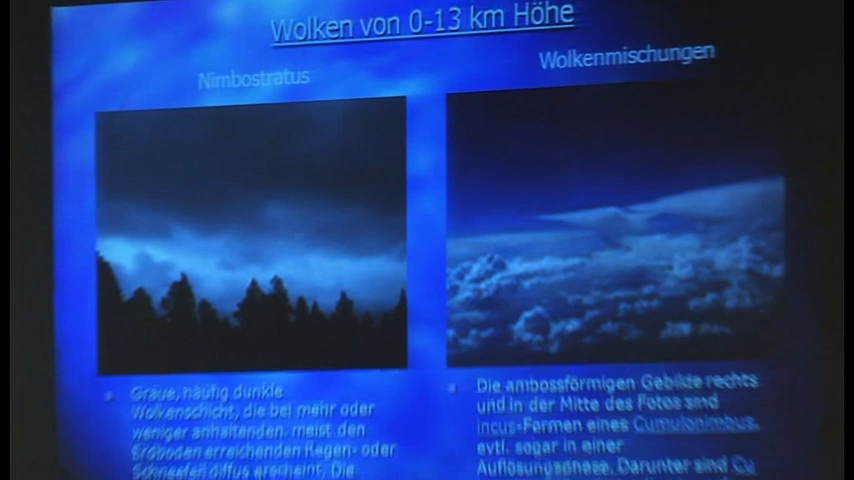 Wolken von 0-13 km Höhe
Nimbostratus
Wolkenmischungen
Graue, häufig dunkle
Wolkenschicht, die bei mehr oder
weniger anhaltenden, meist den
Erdboden erreichenden Regen- oder
Schneefall diffus erscheint. Die
Die ambossförmigen Gebilde rechts
und in der Mitte des Fotos sind
incus-Formen eines Cumulonimbus,
evtl. sogar in einer
Auflösungsphase. Darunter sind Cu